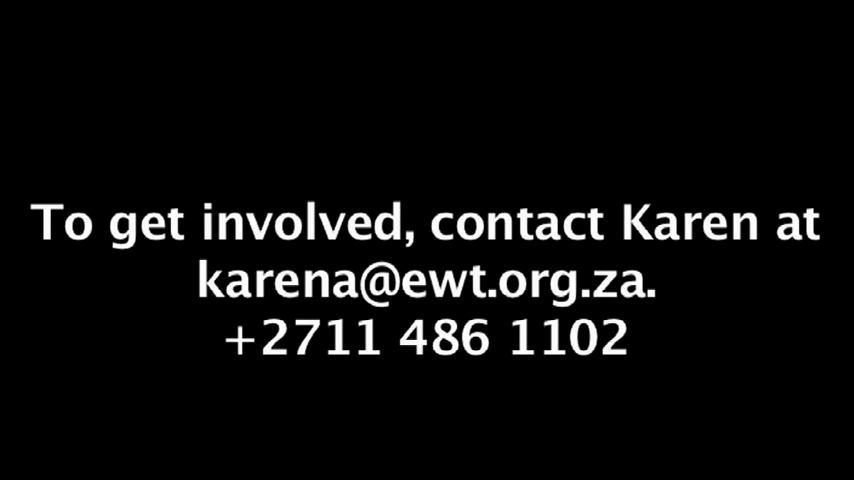 To get involved, contact Karen at
karena@ewt.org.za.
+2711 486 1102